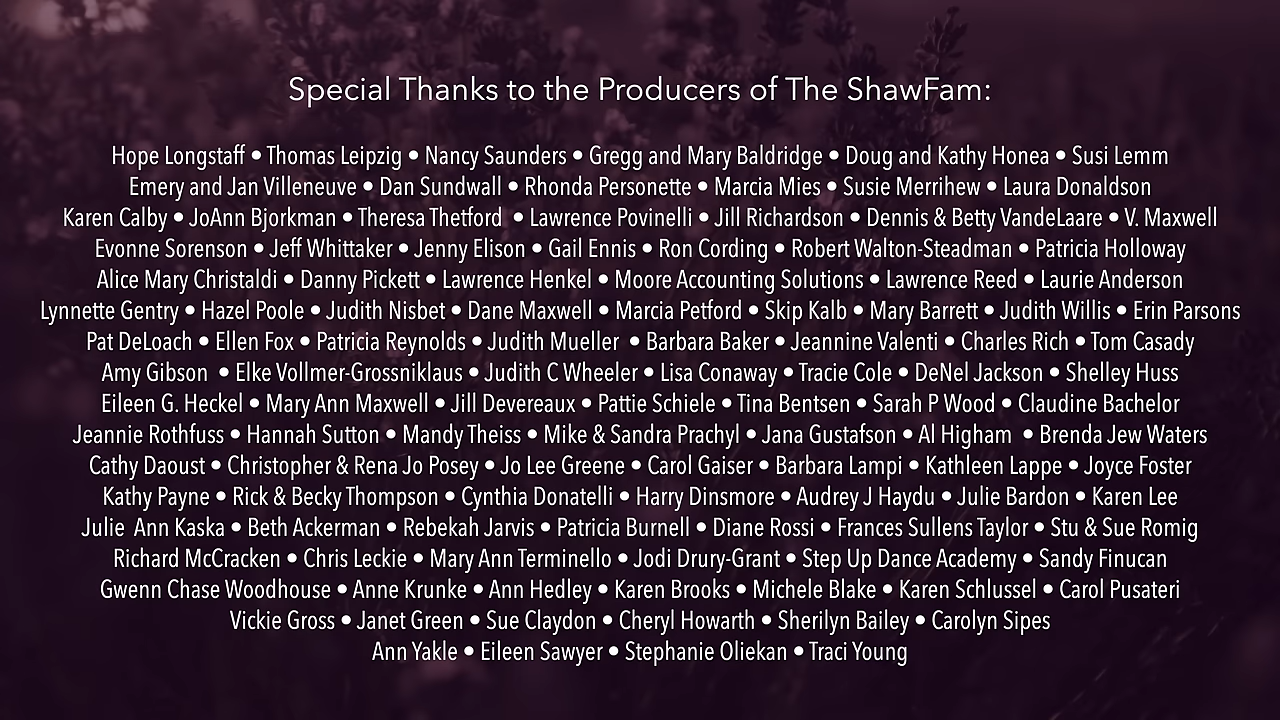 Special Thanks to the Producers of The ShawFam:
Hope Longstaff • Thomas Leipzig • Nancy Saunders • Gregg and Mary Baldridge • Doug and Kathy Honea • Susi Lemm
Emery and Jan Villeneuve • Dan Sundwall • Rhonda Personette • Marcia Mies • Susie Merrihew • Laura Donaldson
Karen Calby • JoAnn Bjorkman • Theresa Thetford • Lawrence Povinelli • Jill Richardson • Dennis & Betty VandeLaare • V. Maxwell
Evonne Sorenson • Jeff Whittaker • Jenny Elison • Gail Ennis • Ron Cording • Robert Walton-Steadman • Patricia Holloway
Alice Mary Christaldi • Danny Pickett • Lawrence Henkel • Moore Accounting Solutions • Lawrence Reed • Laurie Anderson
Lynnette Gentry • Hazel Poole • Judith Nisbet • Dane Maxwell • Marcia Petford • Skip Kalb • Mary Barrett • Judith Willis • Erin Parsons
Pat DeLoach • Ellen Fox • Patricia Reynolds • Judith Mueller • Barbara Baker • Jeannine Valenti • Charles Rich • Tom Casady
Amy Gibson • Elke Vollmer-Grossniklaus • Judith C Wheeler • Lisa Conaway • Tracie Cole • DeNel Jackson • Shelley Huss
Eileen G. Heckel • Mary Ann Maxwell • Jill Devereaux • Pattie Schiele • Tina Bentsen • Sarah P Wood • Claudine Bachelor
Jeannie Rothfuss • Hannah Sutton • Mandy Theiss • Mike & Sandra Prachyl • Jana Gustafson • Al Higham • Brenda Jew Waters
Cathy Daoust • Christopher & Rena Jo Posey • Jo Lee Greene • Carol Gaiser • Barbara Lampi • Kathleen Lappe • Joyce Foster
Kathy Payne • Rick & Becky Thompson • Cynthia Donatelli • Harry Dinsmore • Audrey J Haydu • Julie Bardon • Karen Lee
Julie Ann Kaska • Beth Ackerman • Rebekah Jarvis • Patricia Burnell • Diane Rossi • Frances Sullens Taylor • Stu & Sue Romig
Richard McCracken • Chris Leckie • Mary Ann Terminello • Jodi Drury-Grant • Step Up Dance Academy • Sandy Finucan
Gwenn Chase Woodhouse • Anne Krunke • Ann Hedley • Karen Brooks • Michele Blake • Karen Schlussel • Carol Pusateri
Vickie Gross • Janet Green • Sue Claydon • Cheryl Howarth • Sherilyn Bailey • Carolyn Sipes
Ann Yakle • Eileen Sawyer • Stephanie Oliekan • Traci Young